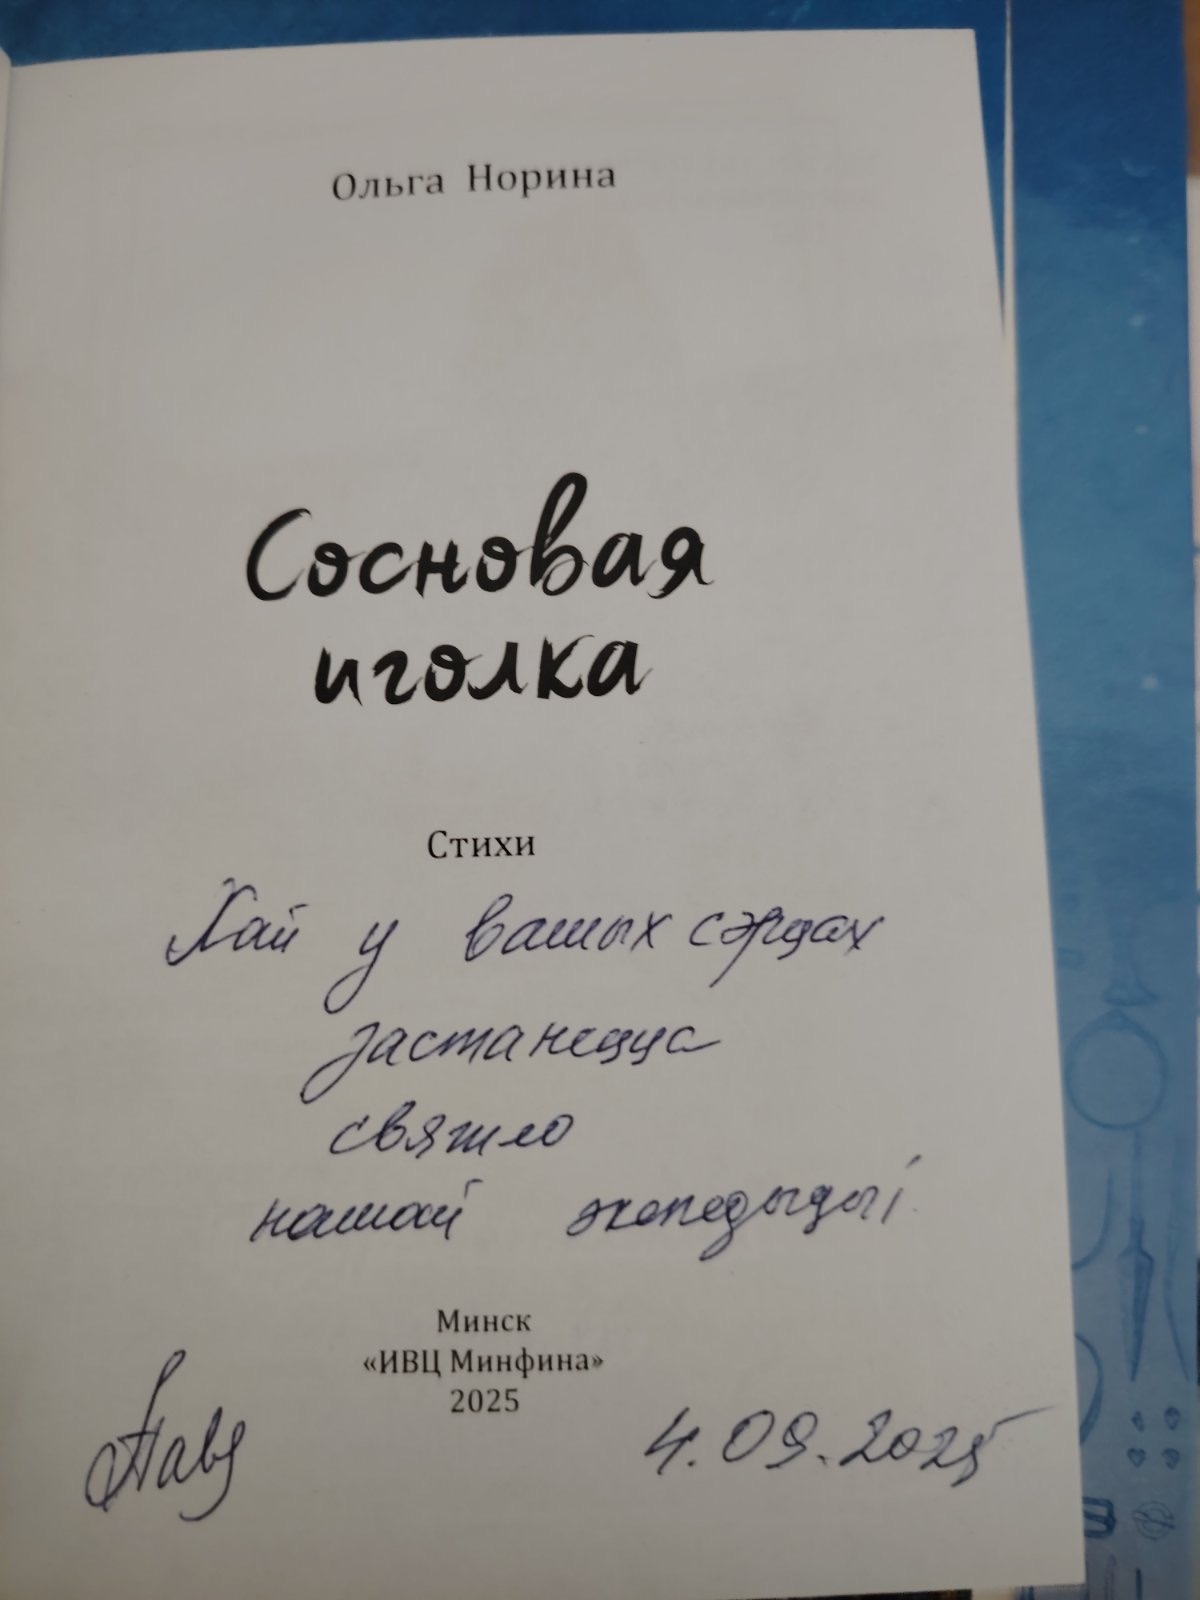 Ольга Норина
Сосновая
иголка
Стихи
Хай у вашых сэрцах
застанецца
святло
нашай экспедыцыі
Минск
«ИВЦ Минфина»
2025
4.09.2025